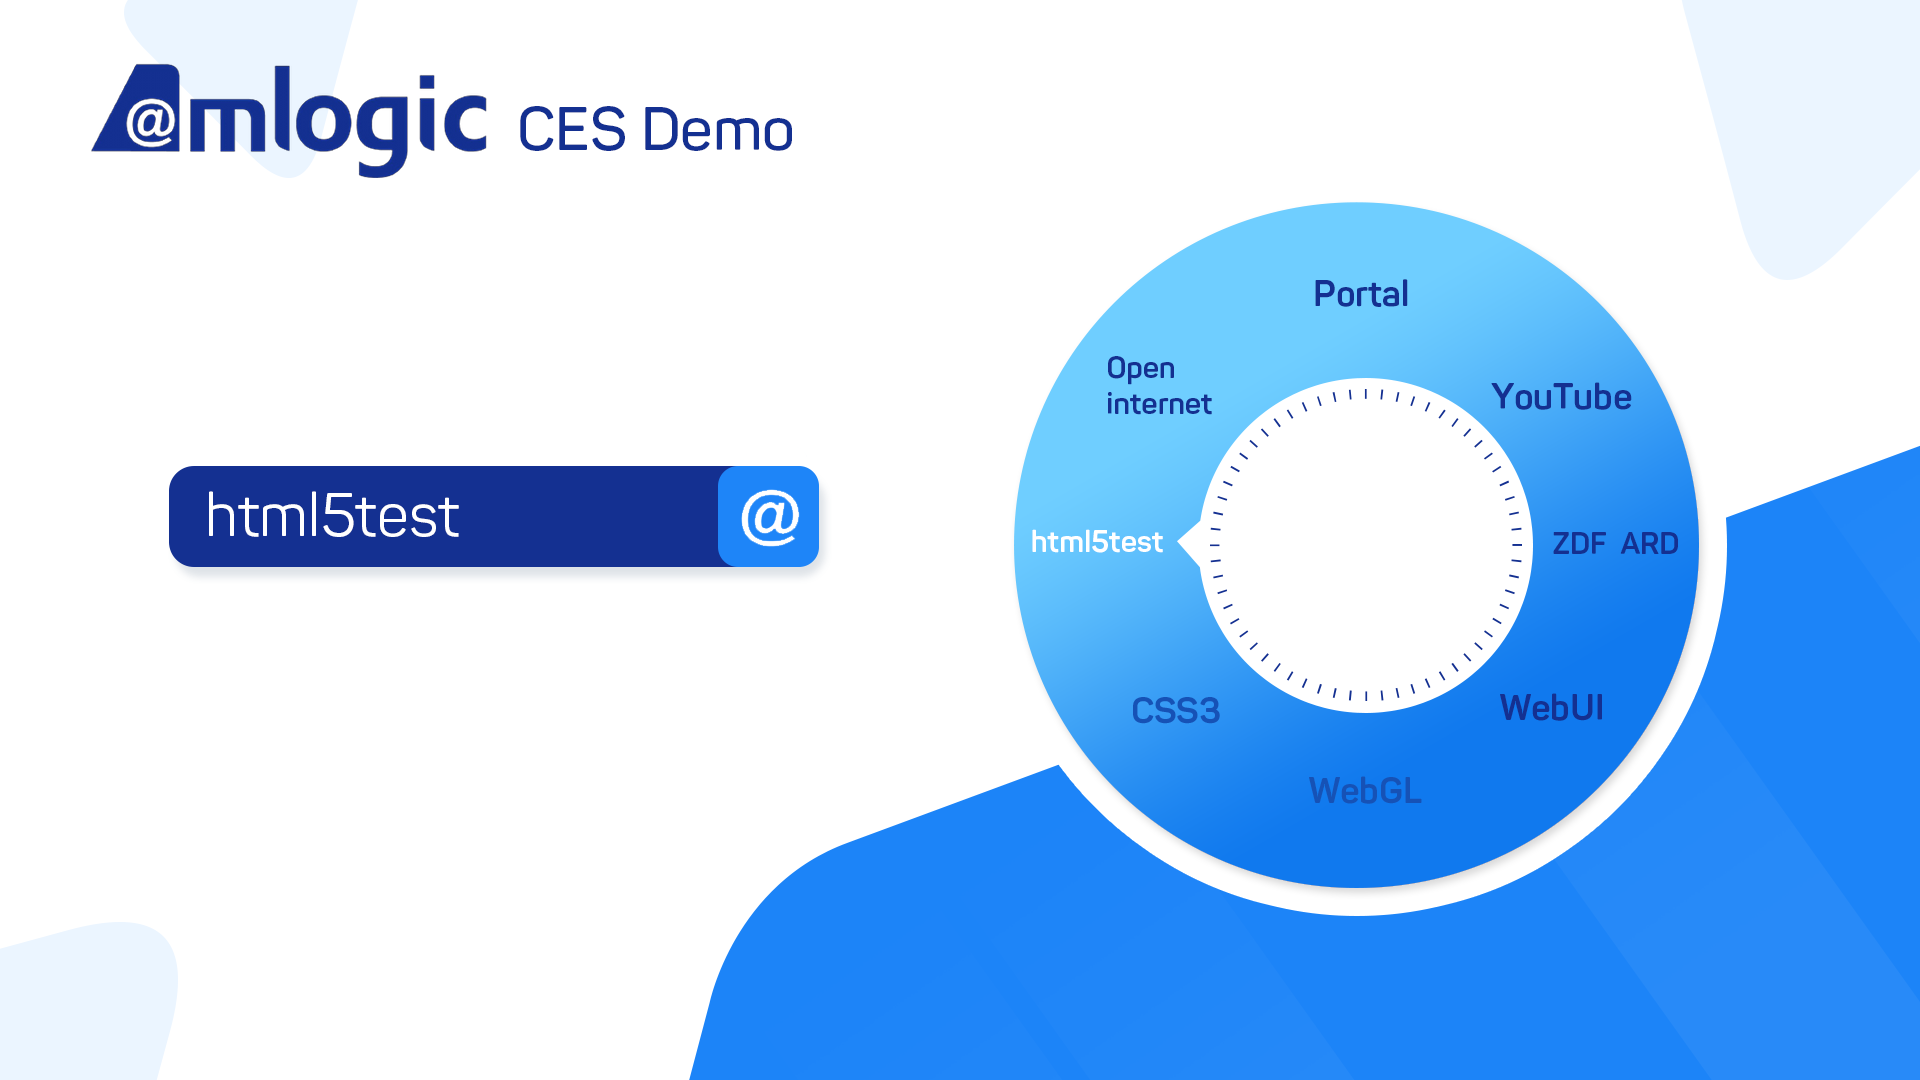 @mlogic CES Demo
Portal
Open
internet
YouTube
html5test @
html5test
ZDF ARD
CSS3
WebUI
WebGL